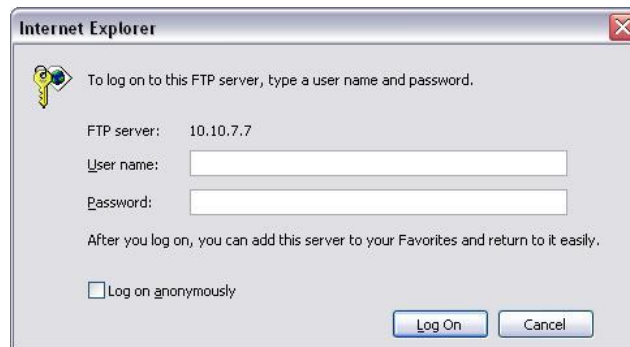 Internet Explorer
To log on to this FTP server, type a user name and password.
FTP server: 10.10.7.7
User name:
Password:
After you log on, you can add this server to your Favorites and return to it easily.
Log on anonymously
Log On Cancel